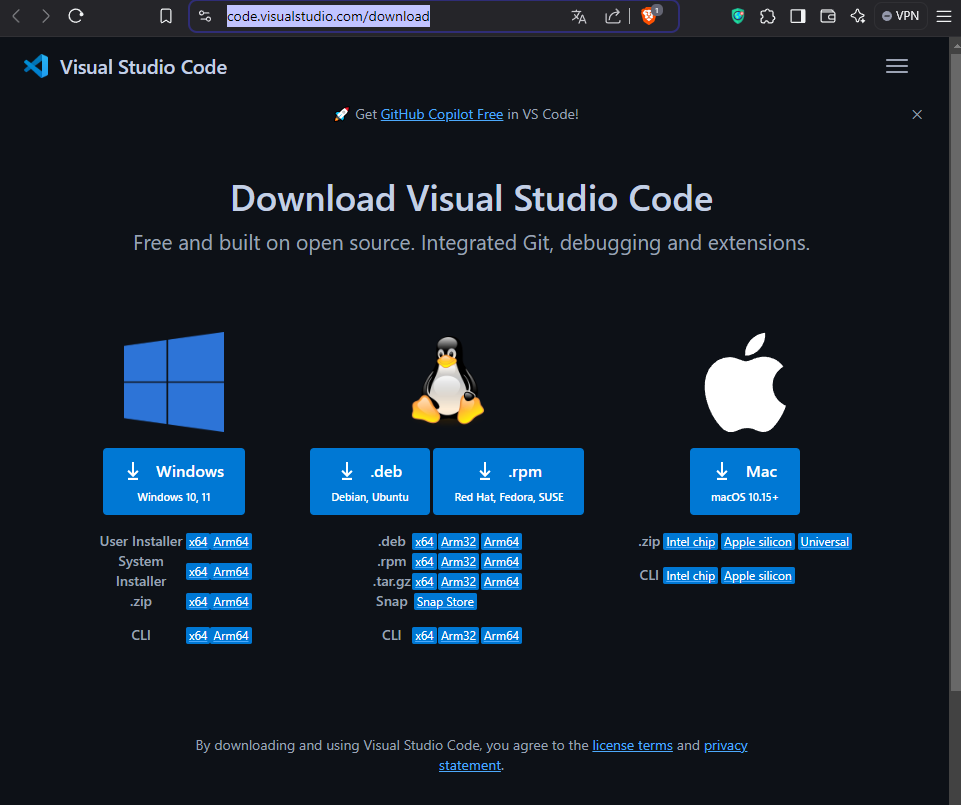 code.visualstudio.com/download
1
VPN
Visual Studio Code
Get GitHub Copilot Free in VS Code!
Download Visual Studio Code
Free and built on open source. Integrated Git, debugging and extensions.
Windows
Windows 10, 11
.deb
Debian, Ubuntu
.rpm
Red Hat, Fedora, SUSE
Mac
macOS 10.15+
User Installer x64 Arm64
System
Installer x64 Arm64
.zip x64 Arm64
CLI x64 Arm64
.deb x64 Arm32 Arm64
.rpm x64 Arm32 Arm64
.tar.gz x64 Arm32 Arm64
Snap Snap Store
CLI x64 Arm32 Arm64
.zip Intel chip Apple silicon Universal
CLI Intel chip Apple silicon
By downloading and using Visual Studio Code, you agree to the license terms and privacy
statement.